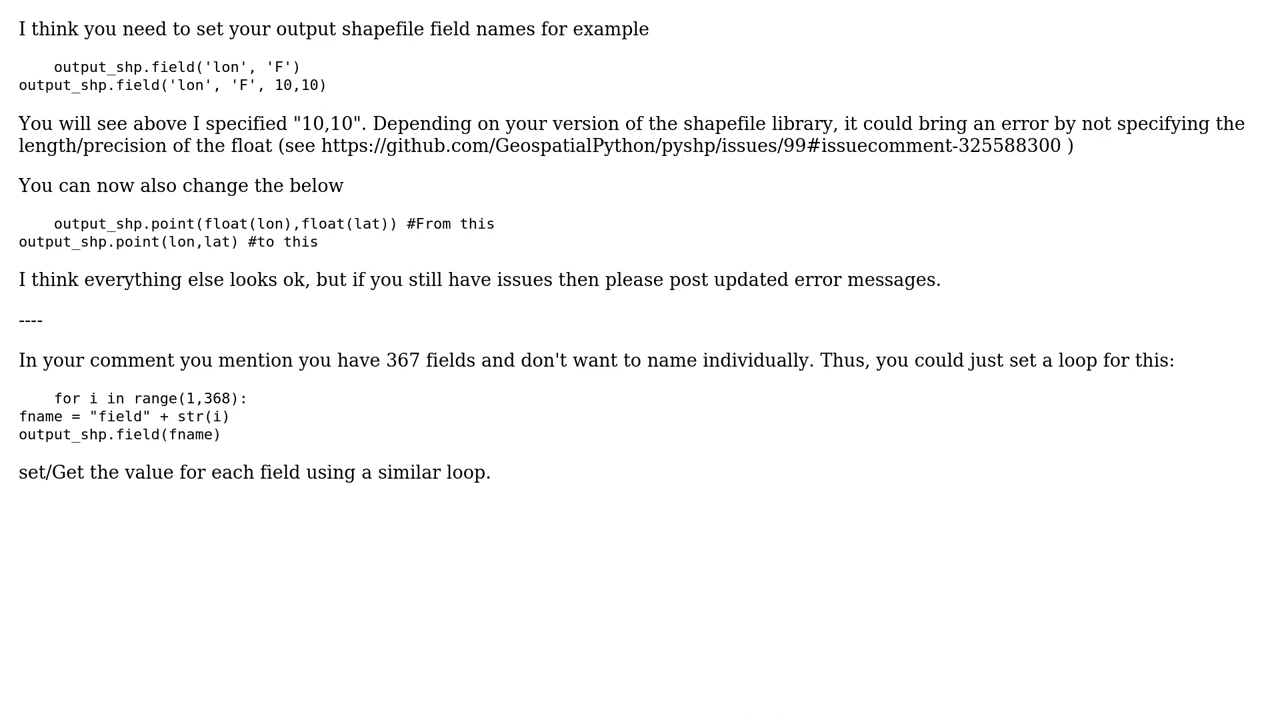 I think you need to set your output shapefile field names for example
output_shp.field('lon', 'F')
output_shp.field('lon', 'F', 10,10)
You will see above I specified "10,10". Depending on your version of the shapefile library, it could bring an error by not specifying the
length/precision of the float (see https://github.com/GeospatialPython/pyshp/issues/99#issuecomment-325588300 )
You can now also change the below
output_shp.point(float(lon),float(lat)) #From this
output_shp.point(lon,lat) #to this
I think everything else looks ok, but if you still have issues then please post updated error messages.
----
In your comment you mention you have 367 fields and don't want to name individually. Thus, you could just set a loop for this:
for i in range(1,368):
fname = "field" + str(i)
output_shp.field(fname)
set/Get the value for each field using a similar loop.